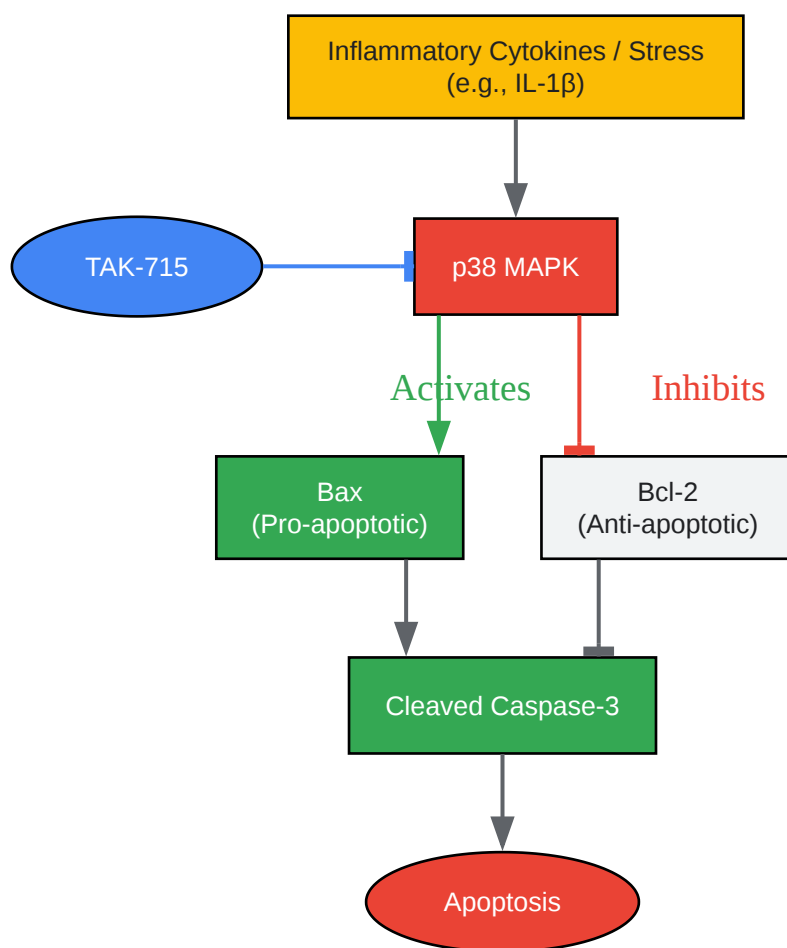 Inflammatory Cytokines / Stress
(e.g., IL-1β)
TAK-715
p38 MAPK
Activates
Inhibits
Bax
(Pro-apoptotic)
Bcl-2
(Anti-apoptotic)
Cleaved Caspase-3
Apoptosis